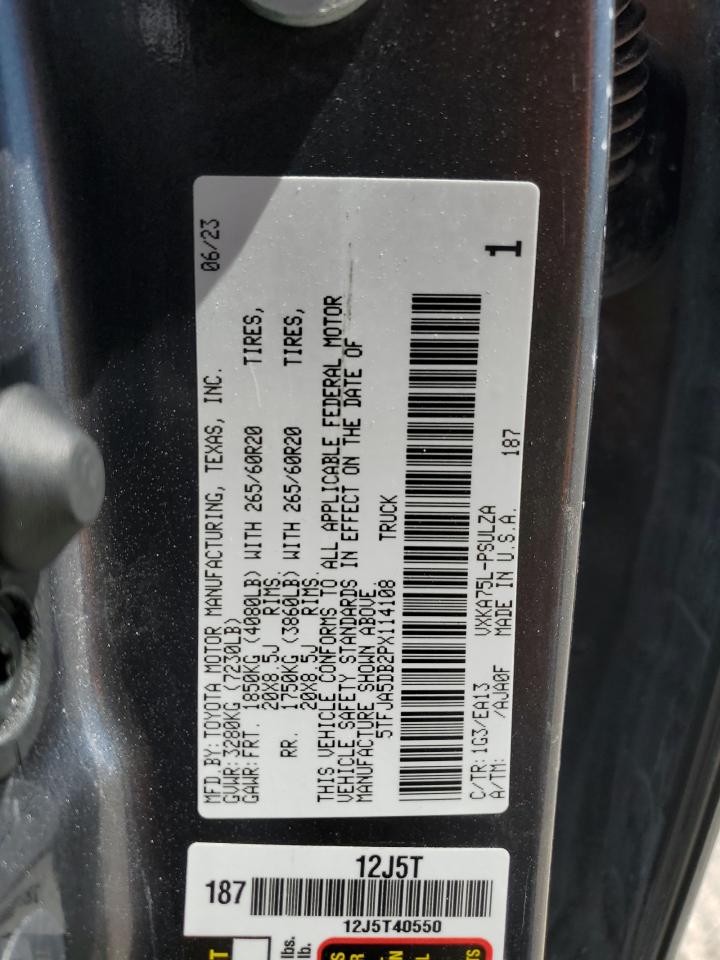 06/23
MFD.BY:TOYOTA MOTOR MANUFACTURING, TEXAS, INC.
GVWR:3280KG (7230LB)
GAWR:FRT. 1850KG (4080LB) WITH 265/60R20 TIRES,
20X8.5J RIMS.
RR. 1750KG (3860LB) WITH 265/60R20 TIRES,
20X8.5J RIMS.
THIS VEHICLE CONFORMS TO ALL APPLICABLE FEDERAL MOTOR
VEHICLE SAFETY STANDARDS IN EFFECT ON THE DATE OF
MANUFACTURE SHOWN ABOVE.
5TFJA5DB2PX114108 TRUCK
C/TR:1G3/EA13 VXKA75L-PSULZA 187
A/TM: /AJA0F MADE IN U.S.A.
1
12J5T
187
12J5T40550
lbs.
lb.